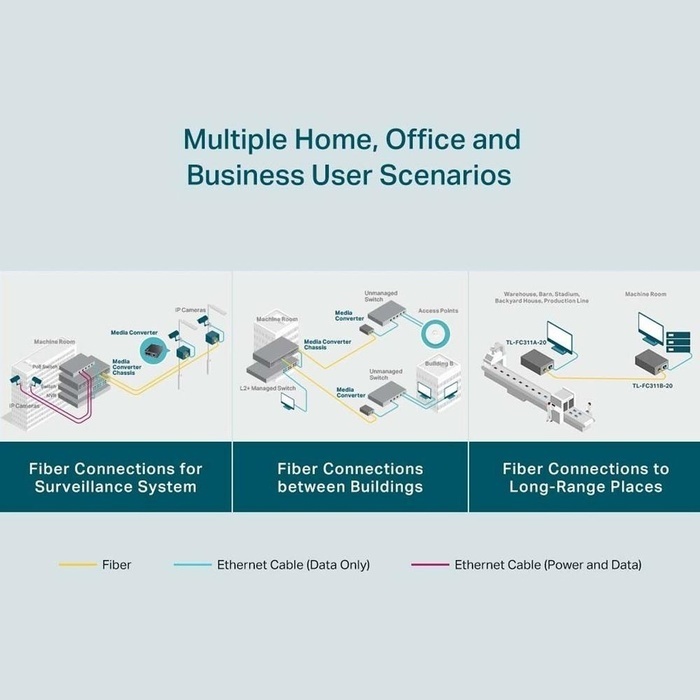 Multiple Home, Office and
Business User Scenarios
IP Cameras
Media Converter
Machine Room
Media
Converter
Chassis
PoE Switch
Switch
NVR
IP Cameras
Fiber Connections for
Surveillance System
Unmanaged
Switch
Media
Converter
Access Points
Machine Room
Media Converter
Chassis
L2+ Managed Switch
Unmanaged
Switch
Building B
Media
Converter
Fiber Connections
between Buildings
Warehouse, Barn, Stadium,
Backyard House, Production Line
Machine Room
TL-FC311A-20
TL-FC311B-20
Fiber Connections to
Long-Range Places
Fiber
Ethernet Cable (Data Only)
Ethernet Cable (Power and Data)